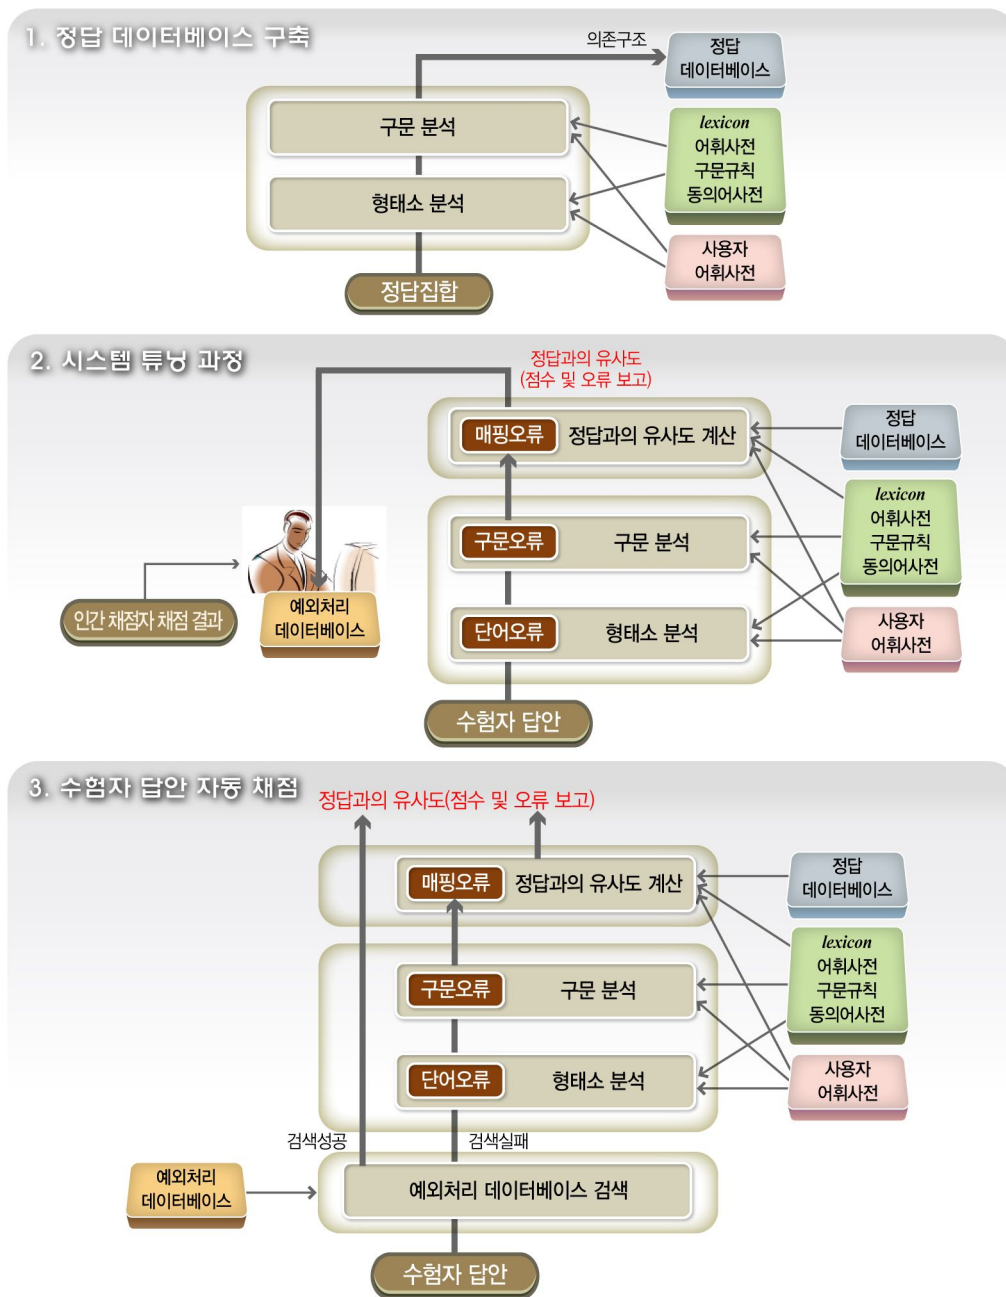 1. 정답 데이터베이스 구축
의존구조
정답
데이터베이스
구문 분석
lexicon
어휘사전
구문규칙
동의어사전
형태소 분석
사용자
어휘사전
정답집합
2. 시스템 튜닝 과정
정답과의 유사도
(점수 및 오류 보고)
매핑오류
정답과의 유사도 계산
정답
데이터베이스
lexicon
어휘사전
구문규칙
동의어사전
구문오류
구문 분석
인간 채점자 채점 결과
예외처리
데이터베이스
단어오류
형태소 분석
사용자
어휘사전
수험자 답안
3. 수험자 답안 자동 채점
정답과의 유사도(점수 및 오류 보고)
매핑오류
정답과의 유사도 계산
정답
데이터베이스
lexicon
어휘사전
구문규칙
동의어사전
구문오류
구문 분석
단어오류
형태소 분석
사용자
어휘사전
검색성공
검색실패
예외처리
데이터베이스
예외처리 데이터베이스 검색
수험자 답안